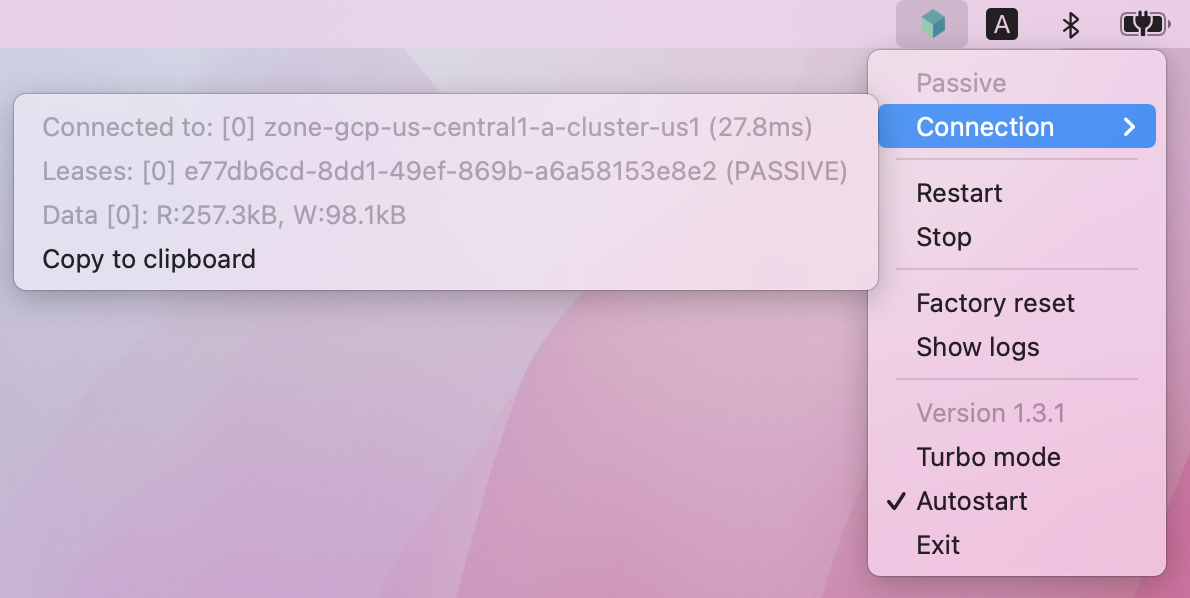 A
Passive
Connection
Connected to: [0] zone-gcp-us-central1-a-cluster-us1 (27.8ms)
Leases: [0] e77db6cd-8dd1-49ef-869b-a6a58153e8e2 (PASSIVE)
Data [0]: R:257.3kB, W:98.1kB
Copy to clipboard
Restart
Stop
Factory reset
Show logs
Version 1.3.1
Turbo mode
Autostart
Exit